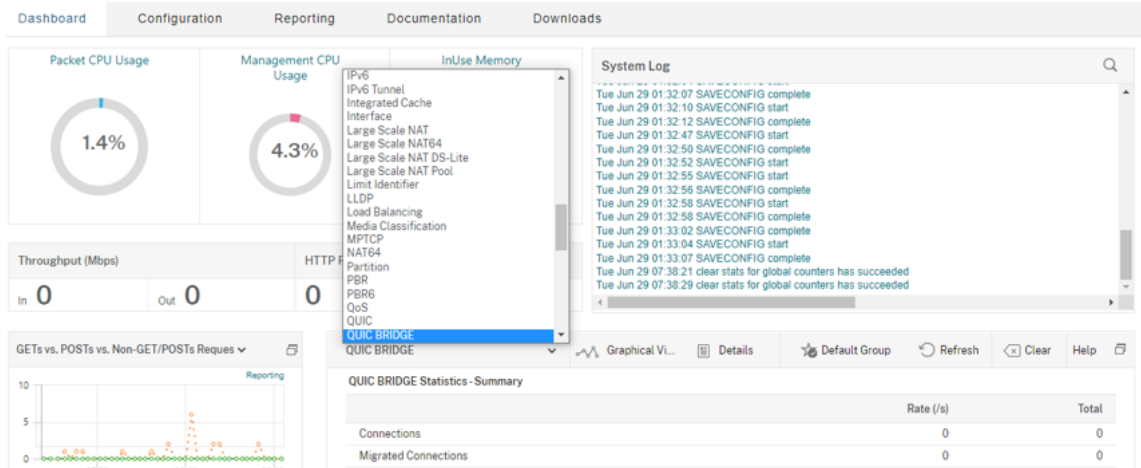 Dashboard Configuration Reporting Documentation Downloads
Packet CPU Usage
1.4%
Management CPU
Usage
4.3%
InUse Memory
IPv6
IPv6 Tunnel
Integrated Cache
Interface
Large Scale NAT
Large Scale NAT64
Large Scale NAT DS-Lite
Large Scale NAT Pool
Limit Identifier
LLDP
Load Balancing
Media Classification
MPTCP
NAT64
Partition
PBR
PBR6
QoS
QUIC
QUIC BRIDGE
System Log
Tue Jun 29 01:32:07 SAVECONFIG complete
Tue Jun 29 01:32:10 SAVECONFIG start
Tue Jun 29 01:32:12 SAVECONFIG complete
Tue Jun 29 01:32:47 SAVECONFIG start
Tue Jun 29 01:32:50 SAVECONFIG complete
Tue Jun 29 01:32:52 SAVECONFIG start
Tue Jun 29 01:32:55 SAVECONFIG start
Tue Jun 29 01:32:56 SAVECONFIG complete
Tue Jun 29 01:32:58 SAVECONFIG start
Tue Jun 29 01:32:58 SAVECONFIG complete
Tue Jun 29 01:33:02 SAVECONFIG complete
Tue Jun 29 01:33:04 SAVECONFIG start
Tue Jun 29 01:33:07 SAVECONFIG complete
Tue Jun 29 07:38:21 clear stats for global counters has succeeded
Tue Jun 29 07:38:29 clear stats for global counters has succeeded
Throughput (Mbps)
In 0 Out 0
HTTP
0
GETs vs. POSTs vs. Non-GET/POSTs Reques
Reporting
10
5
0
QUIC BRIDGE Graphical Vi... Details Default Group Refresh Clear Help
QUIC BRIDGE Statistics - Summary
Rate (/s) Total
Connections 0 0
Migrated Connections 0 0